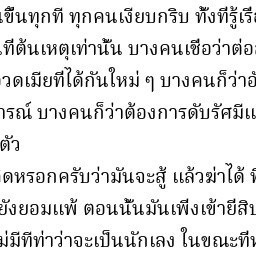 ขึ้นทุกที ทุกคนเงียบกริบ ทั้งที่รู้เรื
ที่ต้นเหตุเท่านั้น บางคนเชื่อว่าต่อ
วดเมียที่ได้กันใหม่ ๆ บางคนก็ว่าอั
ารณ์ บางคนก็ว่าต้องการดับรัศมีแ
ตัว
ดหรอกครับว่ามันจะสู้ แล้วฆ่าได้ พี
ยังยอมแพ้ ตอนนั้นมันเพิ่งเข้ายี่สิบ
ม่มีทีท่าว่าจะเป็นนักเลง ในขณะที่ท